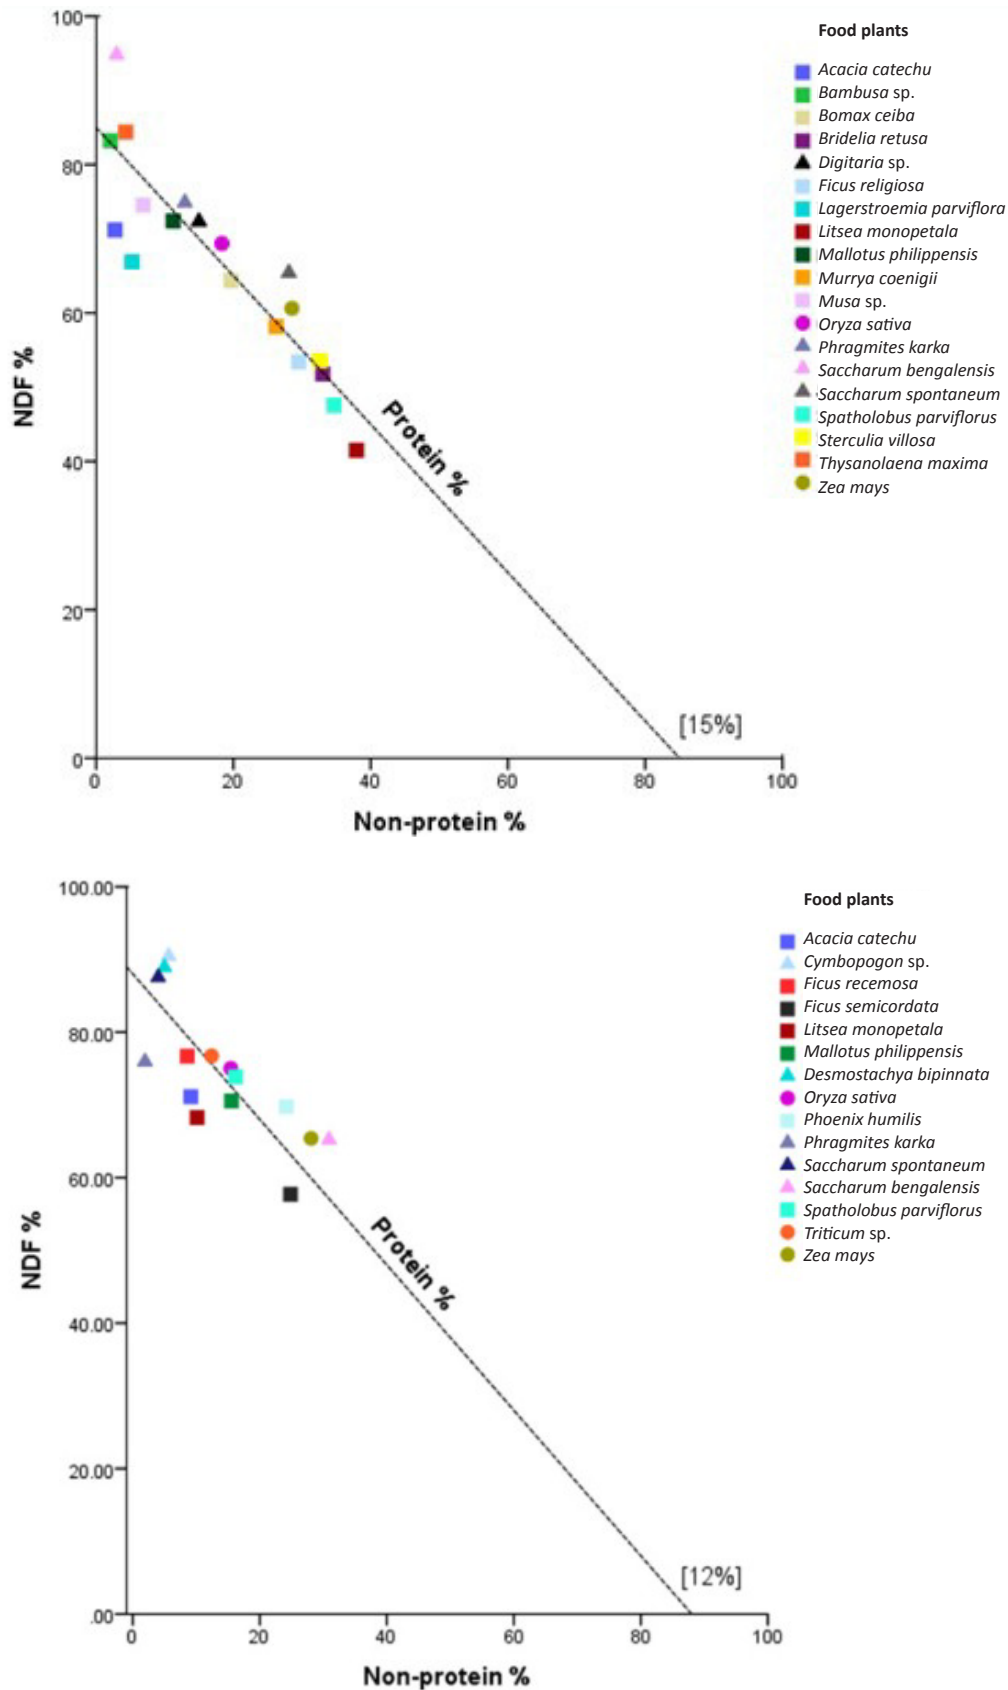 Food plants
Acacia catechu
Bambusa sp.
Bomax ceiba
Bridelia retusa
Digitaria sp.
Ficus religiosa
Lagerstroemia parviflora
Litsea monopetala
Mallotus philippensis
Murrya coenigii
Musa sp.
Oryza sativa
Phragmites karka
Saccharum bengalensis
Saccharum spontaneum
Spatholobus parviflorus
Sterculia villosa
Thysanolaena maxima
Zea mays
100
80
60
40
20
0
NDF %
Protein %
[15%]
0 20 40 60 80 100
Non-protein %
Food plants
Acacia catechu
Cymbopogon sp.
Ficus recemosa
Ficus semicordata
Litsea monopetala
Mallotus philippensis
Desmostachya bipinnata
Oryza sativa
Phoenix humilis
Phragmites karka
Saccharum spontaneum
Saccharum bengalensis
Spatholobus parviflorus
Triticum sp.
Zea mays
100.00
80.00
60.00
40.00
20.00
.00
NDF %
Protein %
[12%]
0 20 40 60 80 100
Non-protein %